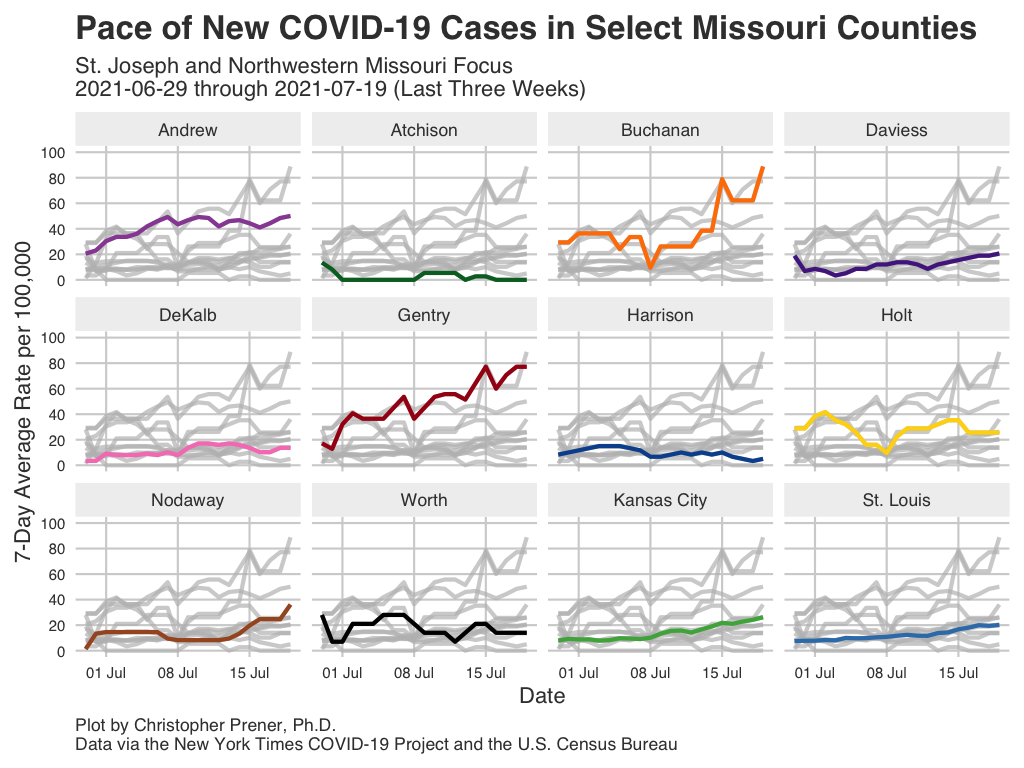 Pace of New COVID-19 Cases in Select Missouri Counties
St. Joseph and Northwestern Missouri Focus
2021-06-29 through 2021-07-19 (Last Three Weeks)
Andrew Atchison Buchanan Daviess
100
80
60
40
20
0
DeKalb Gentry Harrison Holt
100
80
60
40
20
0
Nodaway Worth Kansas City St. Louis
100
80
60
40
20
0
7-Day Average Rate per 100,000
01 Jul 08 Jul 15 Jul 01 Jul 08 Jul 15 Jul 01 Jul 08 Jul 15 Jul 01 Jul 08 Jul 15 Jul
Date
Plot by Christopher Prener, Ph.D.
Data via the New York Times COVID-19 Project and the U.S. Census Bureau